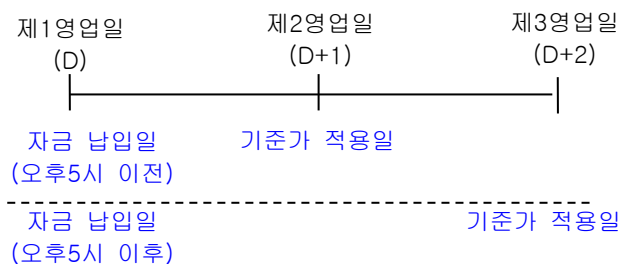 제1영업일 제2영업일 제3영업일
(D) (D+1) (D+2)
자금 납입일 기준가 적용일
(오후5시 이전)
자금 납입일 기준가 적용일
(오후5시 이후)